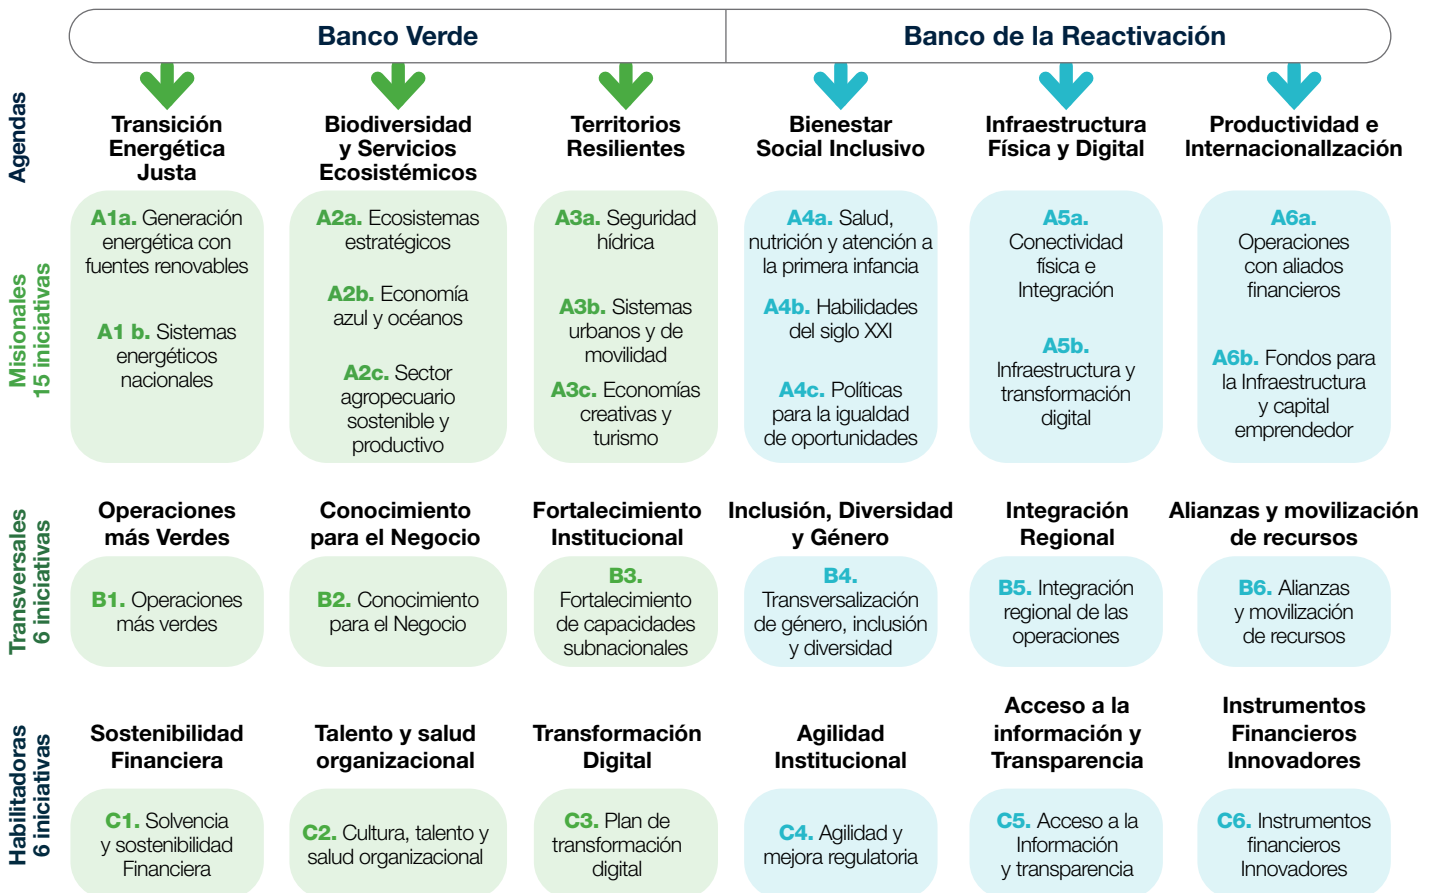 Banco Verde
Banco de la Reactivación
Agendas
Transición
Energética
Justa
Biodiversidad
y Servicios
Ecosistémicos
Territorios
Resilientes
Bienestar
Social Inclusivo
Infraestructura
Física y Digital
Productividad e
Internacionallzación
Misionales
15 iniciativas
A1a. Generación
energética con
fuentes renovables
A1 b. Sistemas
energéticos
nacionales
A2a. Ecosistemas
estratégicos
A2b. Economía
azul y océanos
A2c. Sector
agropecuario
sostenible y
productivo
A3a. Seguridad
hídrica
A3b. Sistemas
urbanos y de
movilidad
A3c. Economías
creativas y
turismo
A4a. Salud,
nutrición y atención a
la primera infancia
A4b. Habilidades
del siglo XXI
A4c. Políticas
para la igualdad
de oportunidades
A5a.
Conectividad
física e
Integración
A5b.
Infraestructura y
transformación
digital
A6a.
Operaciones
con aliados
financieros
A6b. Fondos para
la Infraestructura
y capital
emprendedor
Transversales
6 iniciativas
Operaciones
más Verdes
Conocimiento
para el Negocio
Fortalecimiento
Institucional
Inclusión, Diversidad
y Género
Integración
Regional
Alianzas y movilización
de recursos
B1. Operaciones
más verdes
B2. Conocimiento
para el Negocio
B3.
Fortalecimiento
de capacidades
subnacionales
B4.
Transversalización
de género, inclusión
y diversidad
B5. Integración
regional de las
operaciones
B6. Alianzas
y movilización
de recursos
Habilitadoras
6 iniciativas
Sostenibilidad
Financiera
Talento y salud
organizacional
Transformación
Digital
Agilidad
Institucional
Acceso a la
información y
Transparencia
Instrumentos
Financieros
Innovadores
C1. Solvencia
y sostenibilidad
Financiera
C2. Cultura, talento y
salud organizacional
C3. Plan de
transformación
digital
C4. Agilidad y
mejora regulatoria
C5. Acceso a la
Información
y transparencia
C6. Instrumentos
financieros
Innovadores